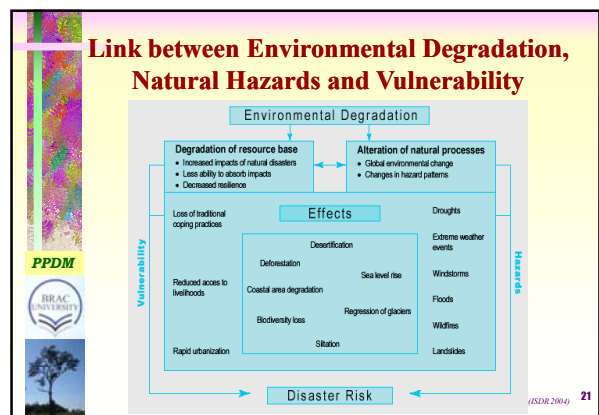 Link between Environmental Degradation,
Natural Hazards and Vulnerability
Environmental Degradation
Degradation of resource base
• Increased impacts of natural disasters
• Less ability to absorb impacts
• Decreased resilience
Alteration of natural processes
• Global environmental change
• Changes in hazard patterns
Effects
Loss of traditional
coping practices
Reduced acces to
livelihoods
Rapid urbanization
Desertification
Deforestation
Sea level rise
Coastal area degradation
Regression of glaciers
Biodiversity loss
Siltation
Droughts
Extreme weather
events
Windstorms
Floods
Wildfires
Landslides
Vulnerability
Hazards
Disaster Risk
PPDM
BRAC
UNIVERSITY
(ISDR 2004)
21